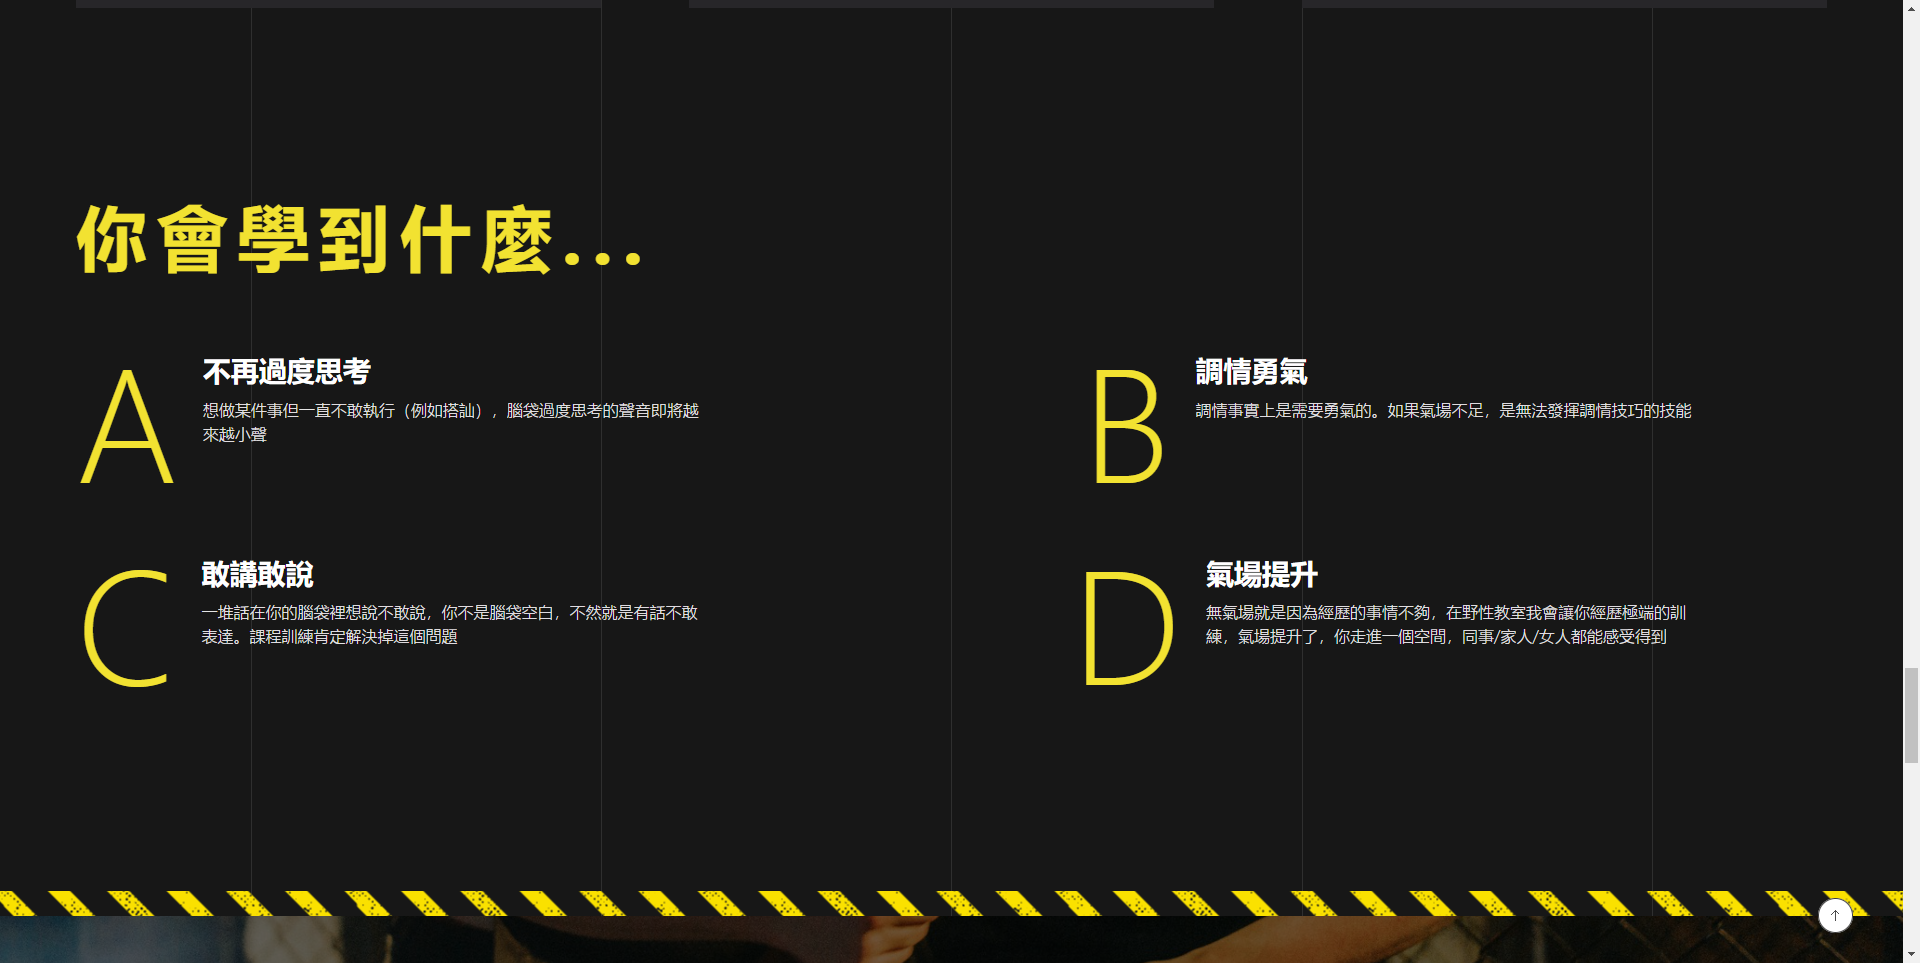 你會學到什麼...
A
不再過度思考
想做某件事但一直不敢執行（例如搭訕），腦袋過度思考的聲音即將越
來越小聲
B
調情勇氣
調情事實上是需要勇氣的。如果氣場不足，是無法發揮調情技巧的技能
C
敢講敢說
一堆話在你的腦袋裡想說不敢說，你不是腦袋空白，不然就是有話不敢
表達。課程訓練肯定解決掉這個問題
D
氣場提升
無氣場就是因為經歷的事情不夠，在野性教室我會讓你經歷極端的訓
練，氣場提升了，你走進一個空間，同事/家人/女人都能感受得到